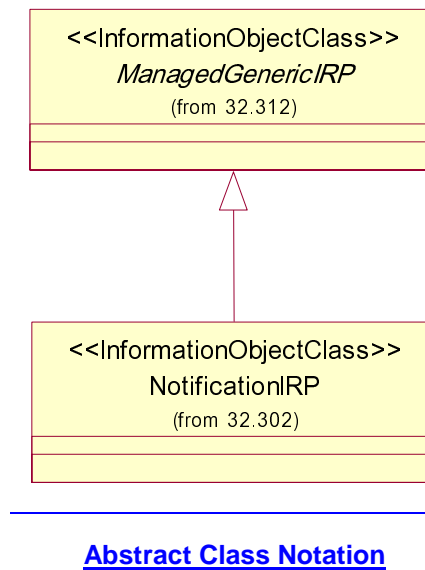 <<InformationObjectClass>>
ManagedGenericIRP
(from 32.312)
<<InformationObjectClass>>
NotificationIRP
(from 32.302)
Abstract Class Notation